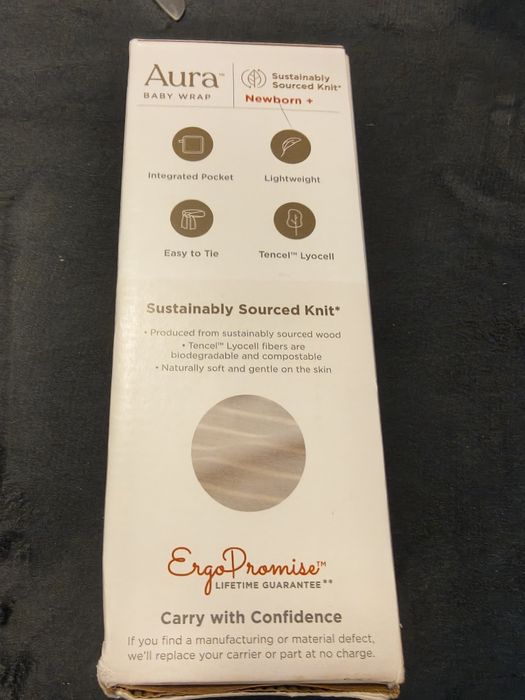 Aura™
BABY WRAP
Sustainably
Sourced Knit*
Newborn +
Integrated Pocket
Lightweight
Easy to Tie
Tencel™ Lyocell
Sustainably Sourced Knit*
• Produced from sustainably sourced wood
• Tencel™ Lyocell fibers are
biodegradable and compostable
• Naturally soft and gentle on the skin
ErgoPromise™
LIFETIME GUARANTEE**
Carry with Confidence
If you find a manufacturing or material defect,
we'll replace your carrier or part at no charge.